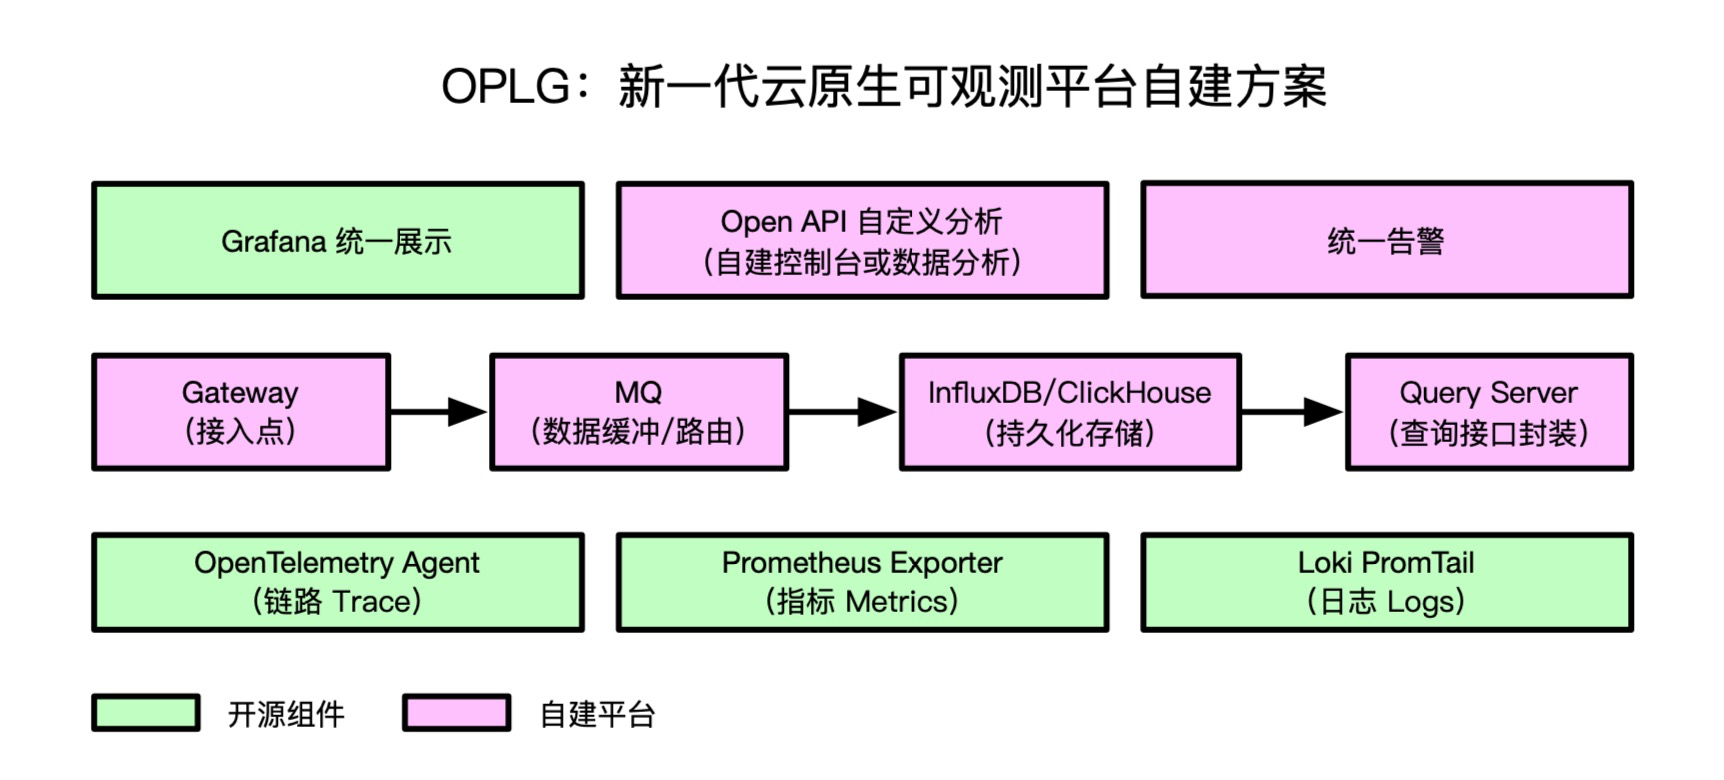 OPLG：新一代云原生可观测平台自建方案
Grafana 统一展示
Open API 自定义分析
（自建控制台或数据分析）
统一告警
Gateway
（接入点）
MQ
（数据缓冲/路由）
InfluxDB/ClickHouse
（持久化存储）
Query Server
（查询接口封装）
OpenTelemetry Agent
（链路 Trace）
Prometheus Exporter
（指标 Metrics）
Loki PromTail
（日志 Logs）
开源组件
自建平台